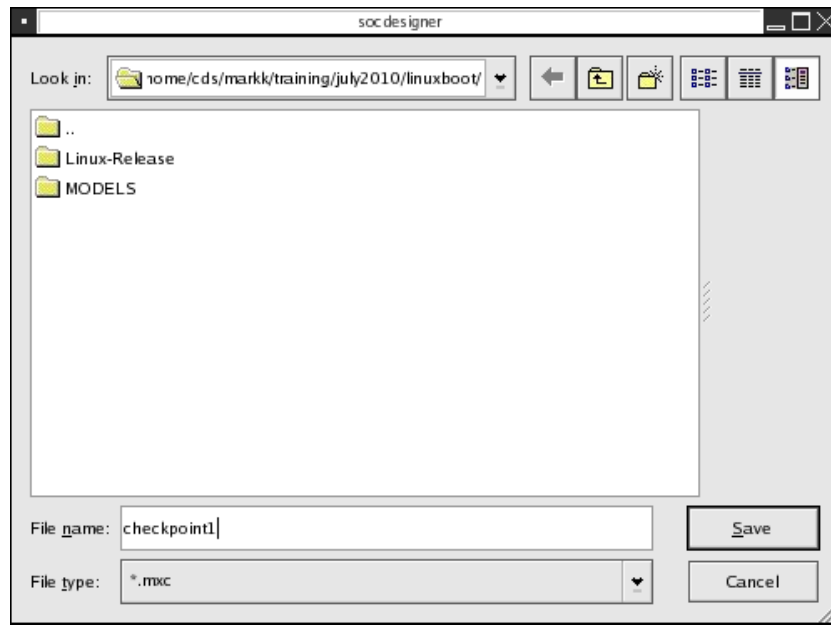 socdesigner
Look in: home/cds/markk/training/july2010/linuxboot/
..
Linux-Release
MODELS
File name: checkpoint1
Save
File type: *.mxc
Cancel